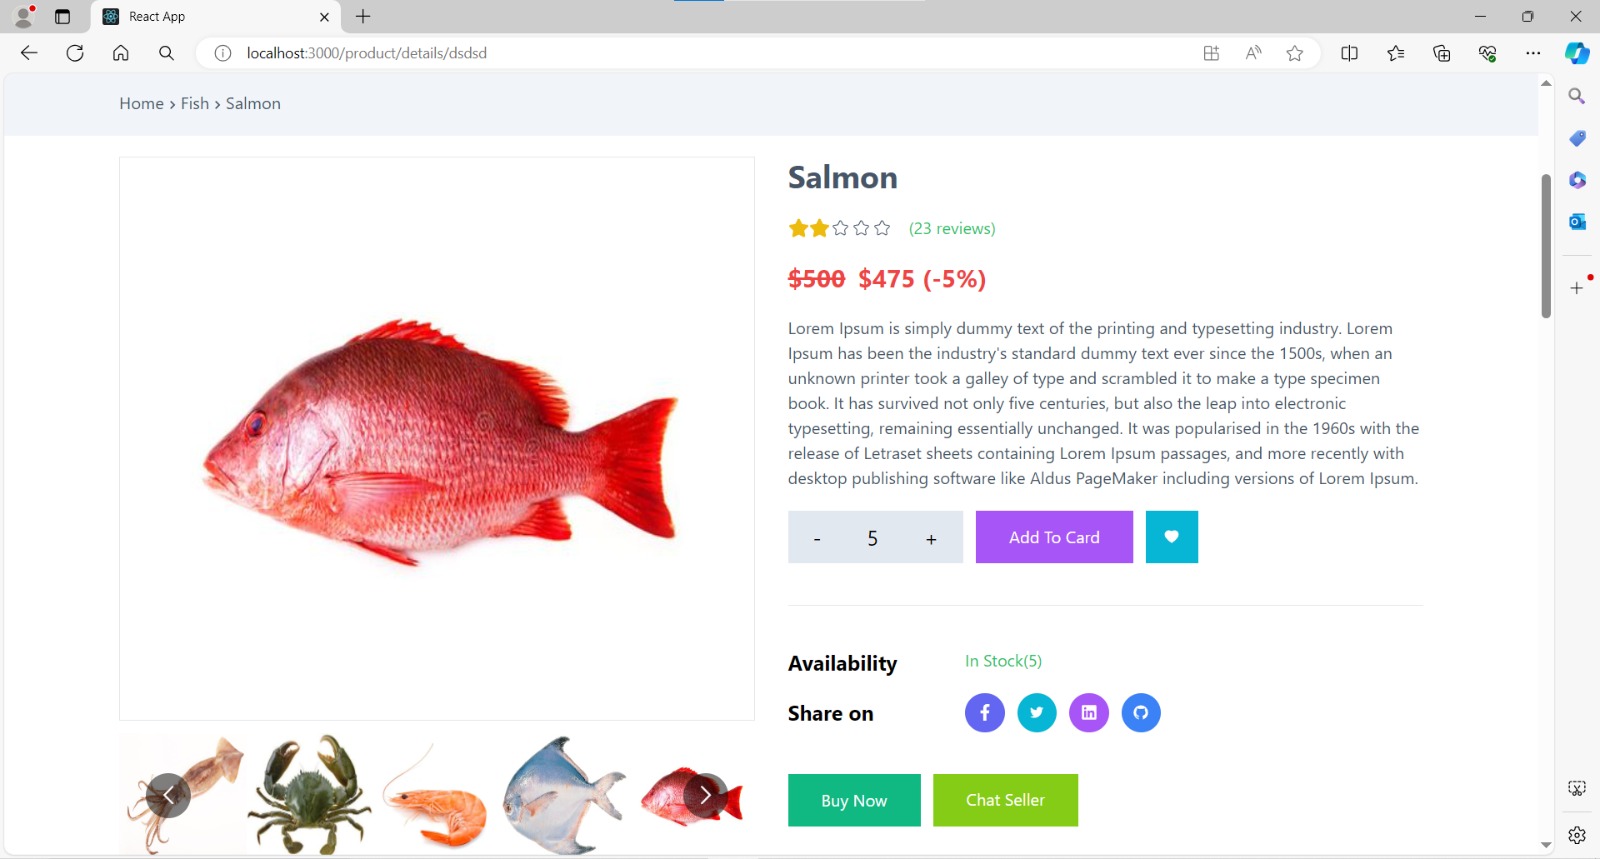 React App
localhost:3000/product/details/dsdsd
Home › Fish › Salmon
Salmon
(23 reviews)
$500 $475 (-5%)
Lorem Ipsum is simply dummy text of the printing and typesetting industry. Lorem
Ipsum has been the industry's standard dummy text ever since the 1500s, when an
unknown printer took a galley of type and scrambled it to make a type specimen
book. It has survived not only five centuries, but also the leap into electronic
typesetting, remaining essentially unchanged. It was popularised in the 1960s with the
release of Letraset sheets containing Lorem Ipsum passages, and more recently with
desktop publishing software like Aldus PageMaker including versions of Lorem Ipsum.
- 5 + Add To Card
Availability In Stock(5)
Share on
Buy Now Chat Seller